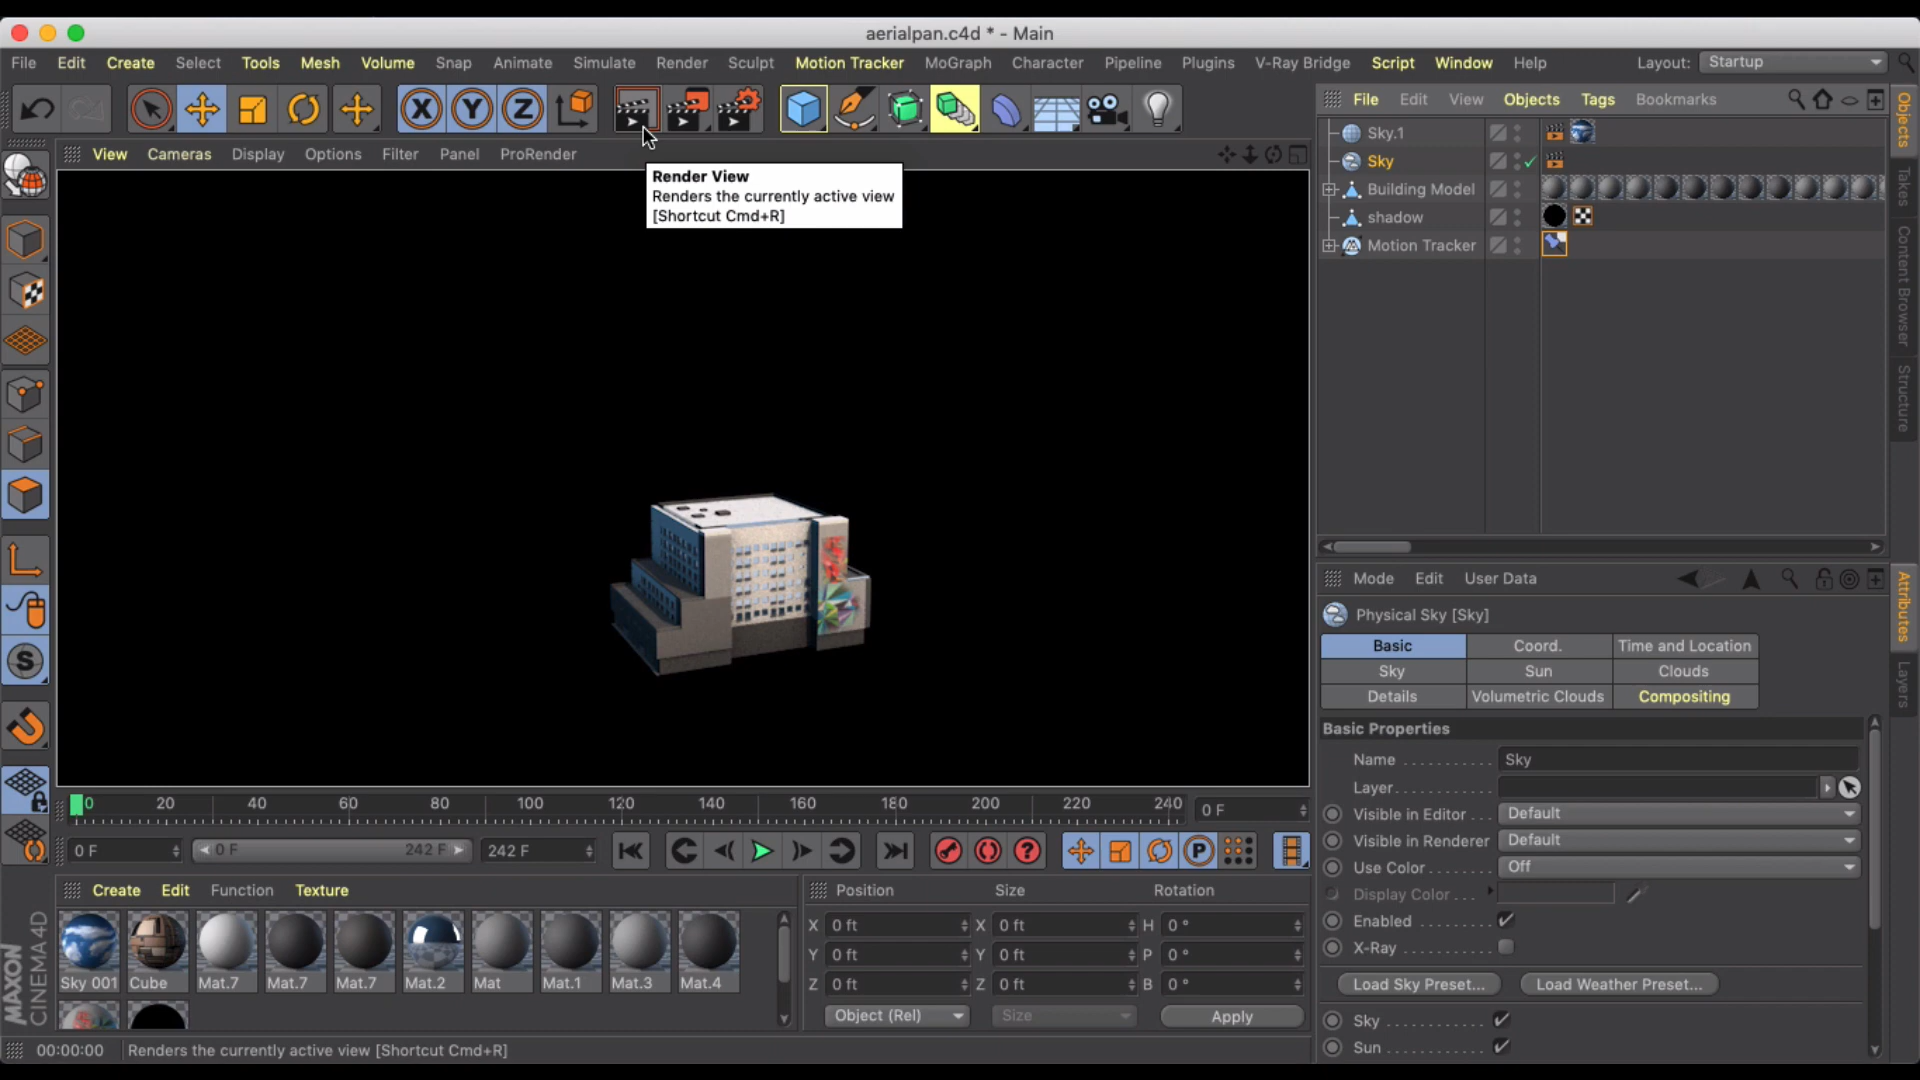 aerialpan.c4d * - Main
File Edit Create Select Tools Mesh Volume Snap Animate Simulate Render Sculpt Motion Tracker MoGraph Character Pipeline Plugins V-Ray Bridge Script Window Help Layout: Startup
X Y Z
View Cameras Display Options Filter Panel ProRender
Render View
Renders the currently active view
[Shortcut Cmd+R]
File Edit View Objects Tags Bookmarks
Sky.1
Sky
Building Model
shadow
Motion Tracker
Objects
Takes
Content Browser
Structure
Mode Edit User Data
Physical Sky [Sky]
Basic Coord. Time and Location
Sky Sun Clouds
Details Volumetric Clouds Compositing
Basic Properties
Name Sky
Layer
Visible in Editor Default
Visible in Renderer Default
Use Color Off
Display Color
Enabled
X-Ray
Load Sky Preset... Load Weather Preset...
Sky
Sun
Attributes
Layers
0 20 40 60 80 100 120 140 160 180 200 220 240 0 F
0 F 0 F 242 F 242 F
P
S
Create Edit Function Texture
Sky 001 Cube Mat.7 Mat.7 Mat.7 Mat.2 Mat Mat.1 Mat.3 Mat.4
Position Size Rotation
X 0 ft X 0 ft H 0 °
Y 0 ft Y 0 ft P 0 °
Z 0 ft Z 0 ft B 0 °
Object (Rel) Size Apply
MAXON
CINEMA4D
00:00:00 Renders the currently active view [Shortcut Cmd+R]